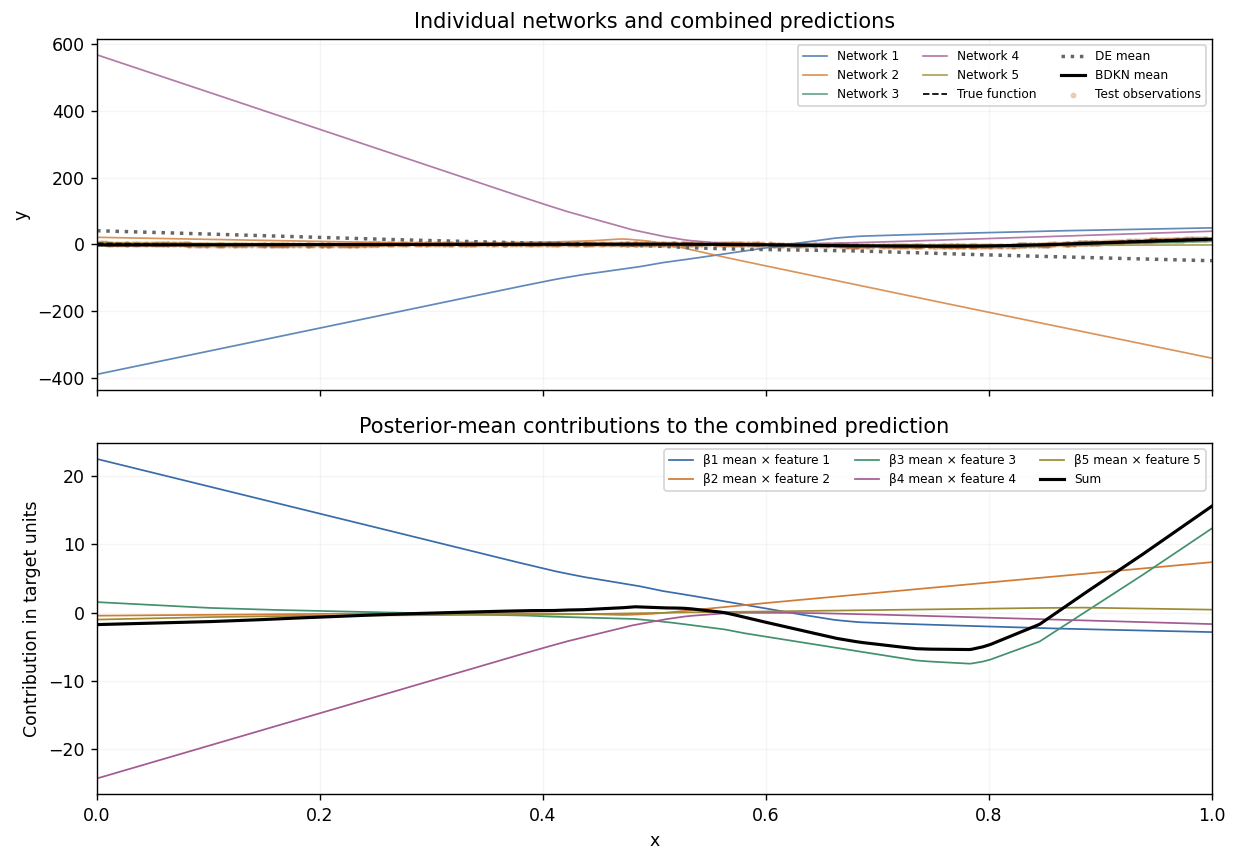 Individual networks and combined predictions
600
400
200
0
−200
−400
y
Network 1
Network 2
Network 3
Network 4
Network 5
True function
DE mean
BDKN mean
Test observations
Posterior-mean contributions to the combined prediction
20
10
0
−10
−20
Contribution in target units
β1 mean × feature 1
β2 mean × feature 2
β3 mean × feature 3
β4 mean × feature 4
β5 mean × feature 5
Sum
0.0 0.2 0.4 0.6 0.8 1.0
x